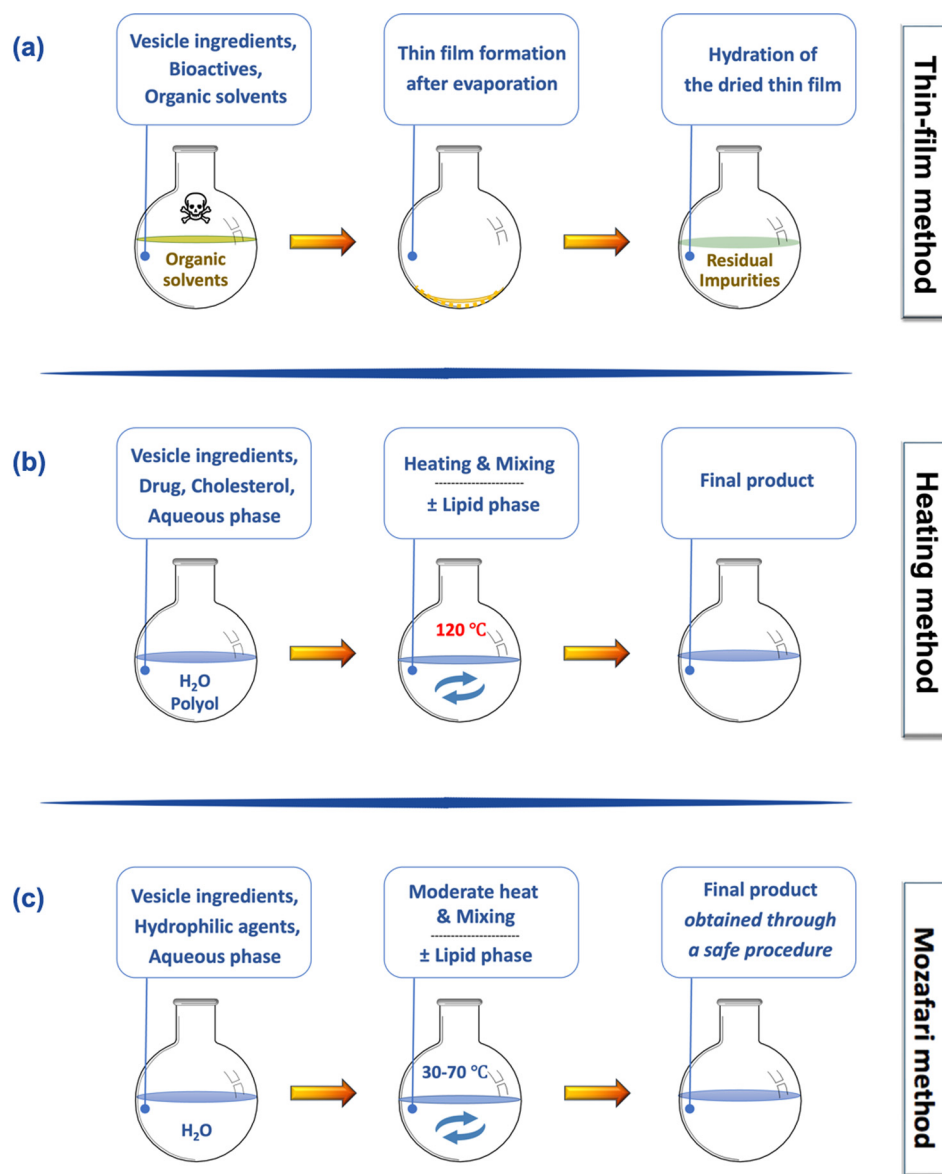 (a)
Vesicle ingredients,
Bioactives,
Organic solvents
Thin film formation
after evaporation
Hydration of
the dried thin film
Organic
solvents
Residual
Impurities
Thin-film method
(b)
Vesicle ingredients,
Drug, Cholesterol,
Aqueous phase
Heating & Mixing
± Lipid phase
Final product
H₂O
Polyol
120 °C
Heating method
(c)
Vesicle ingredients,
Hydrophilic agents,
Aqueous phase
Moderate heat
& Mixing
± Lipid phase
Final product
obtained through
a safe procedure
H₂O
30-70 °C
Mozafari method